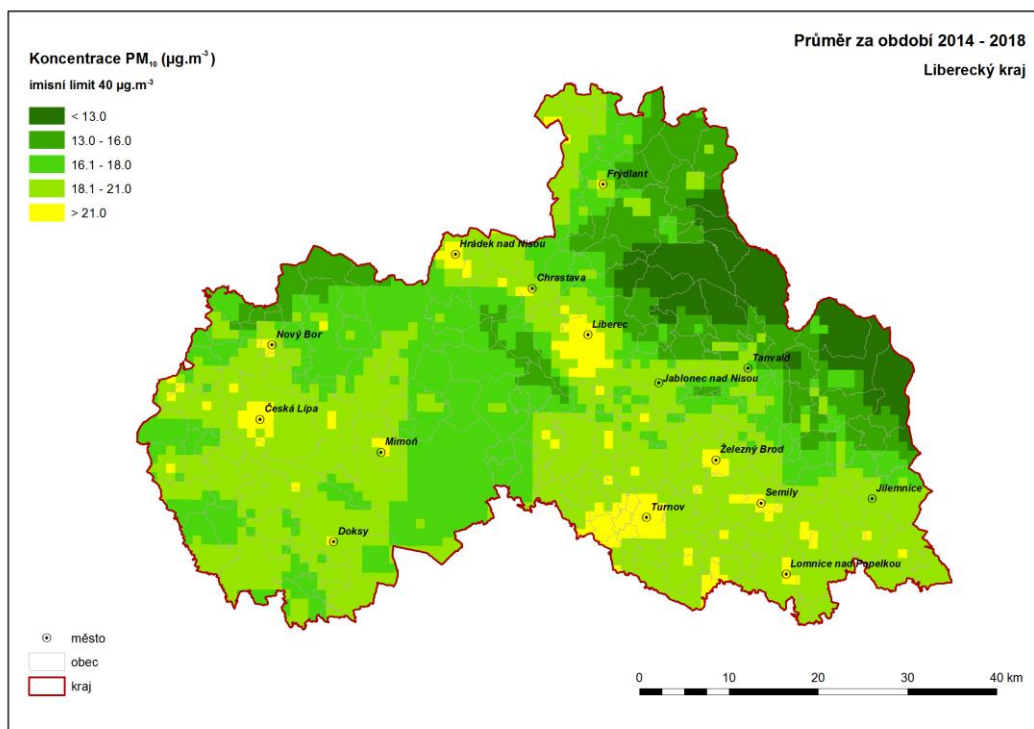 Průměr za období 2014 - 2018
Liberecký kraj
Koncentrace PM₁₀ (µg.m⁻³)
imisní limit 40 µg.m⁻³
< 13.0
13.0 - 16.0
16.1 - 18.0
18.1 - 21.0
> 21.0
Frýdlant
Hrádek nad Nisou
Chrastava
Liberec
Nový Bor
Tanvald
Jablonec nad Nisou
Česká Lípa
Mimoň
Železný Brod
Semily
Jilemnice
Turnov
Doksy
Lomnice nad Popelkou
město
obec
kraj
0 10 20 30 40 km